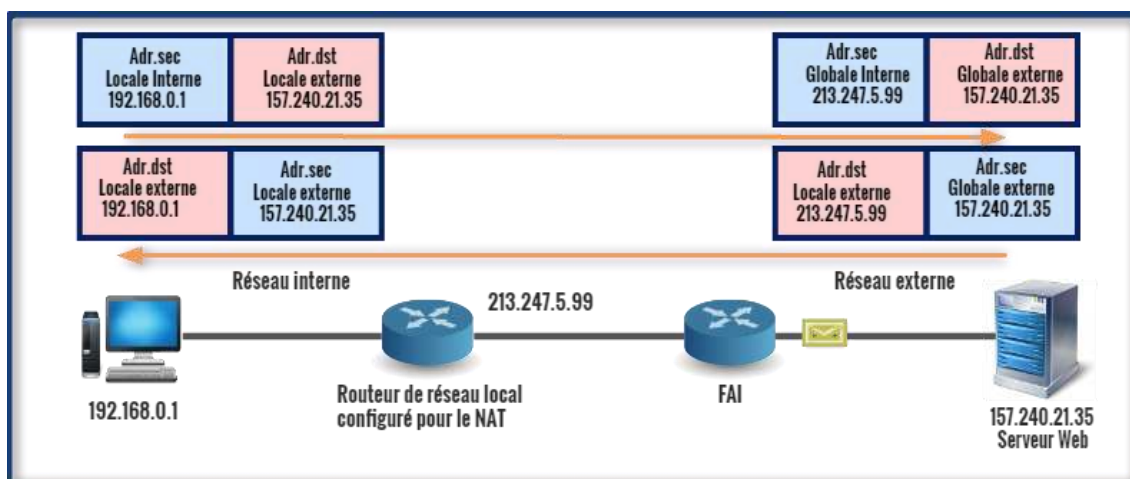 Adr.sec
Locale Interne
192.168.0.1
Adr.dst
Locale externe
157.240.21.35
Adr.sec
Globale Interne
213.247.5.99
Adr.dst
Globale externe
157.240.21.35
Adr.dst
Locale externe
192.168.0.1
Adr.sec
Locale externe
157.240.21.35
Adr.dst
Locale externe
213.247.5.99
Adr.sec
Globale externe
157.240.21.35
Réseau interne
213.247.5.99
Réseau externe
192.168.0.1
Routeur de réseau local
configuré pour le NAT
FAI
157.240.21.35
Serveur Web